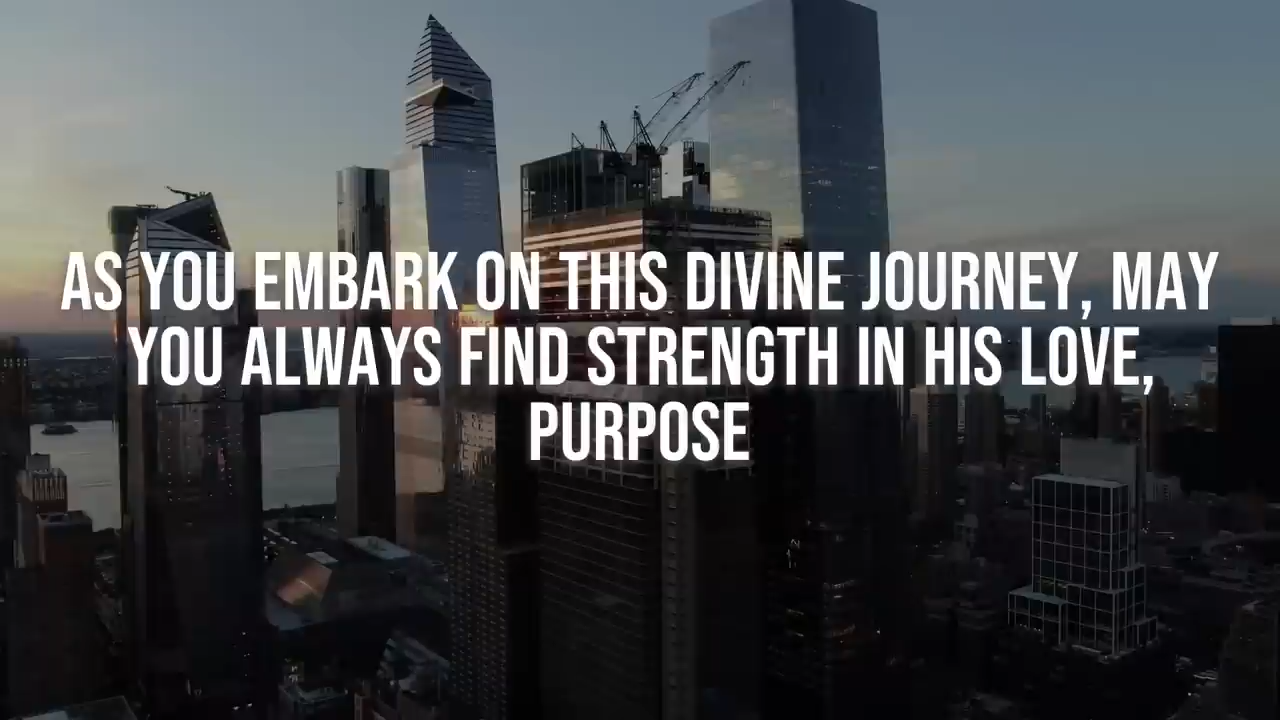 AS YOU EMBARK ON THIS DIVINE JOURNEY, MAY
YOU ALWAYS FIND STRENGTH IN HIS LOVE,
PURPOSE